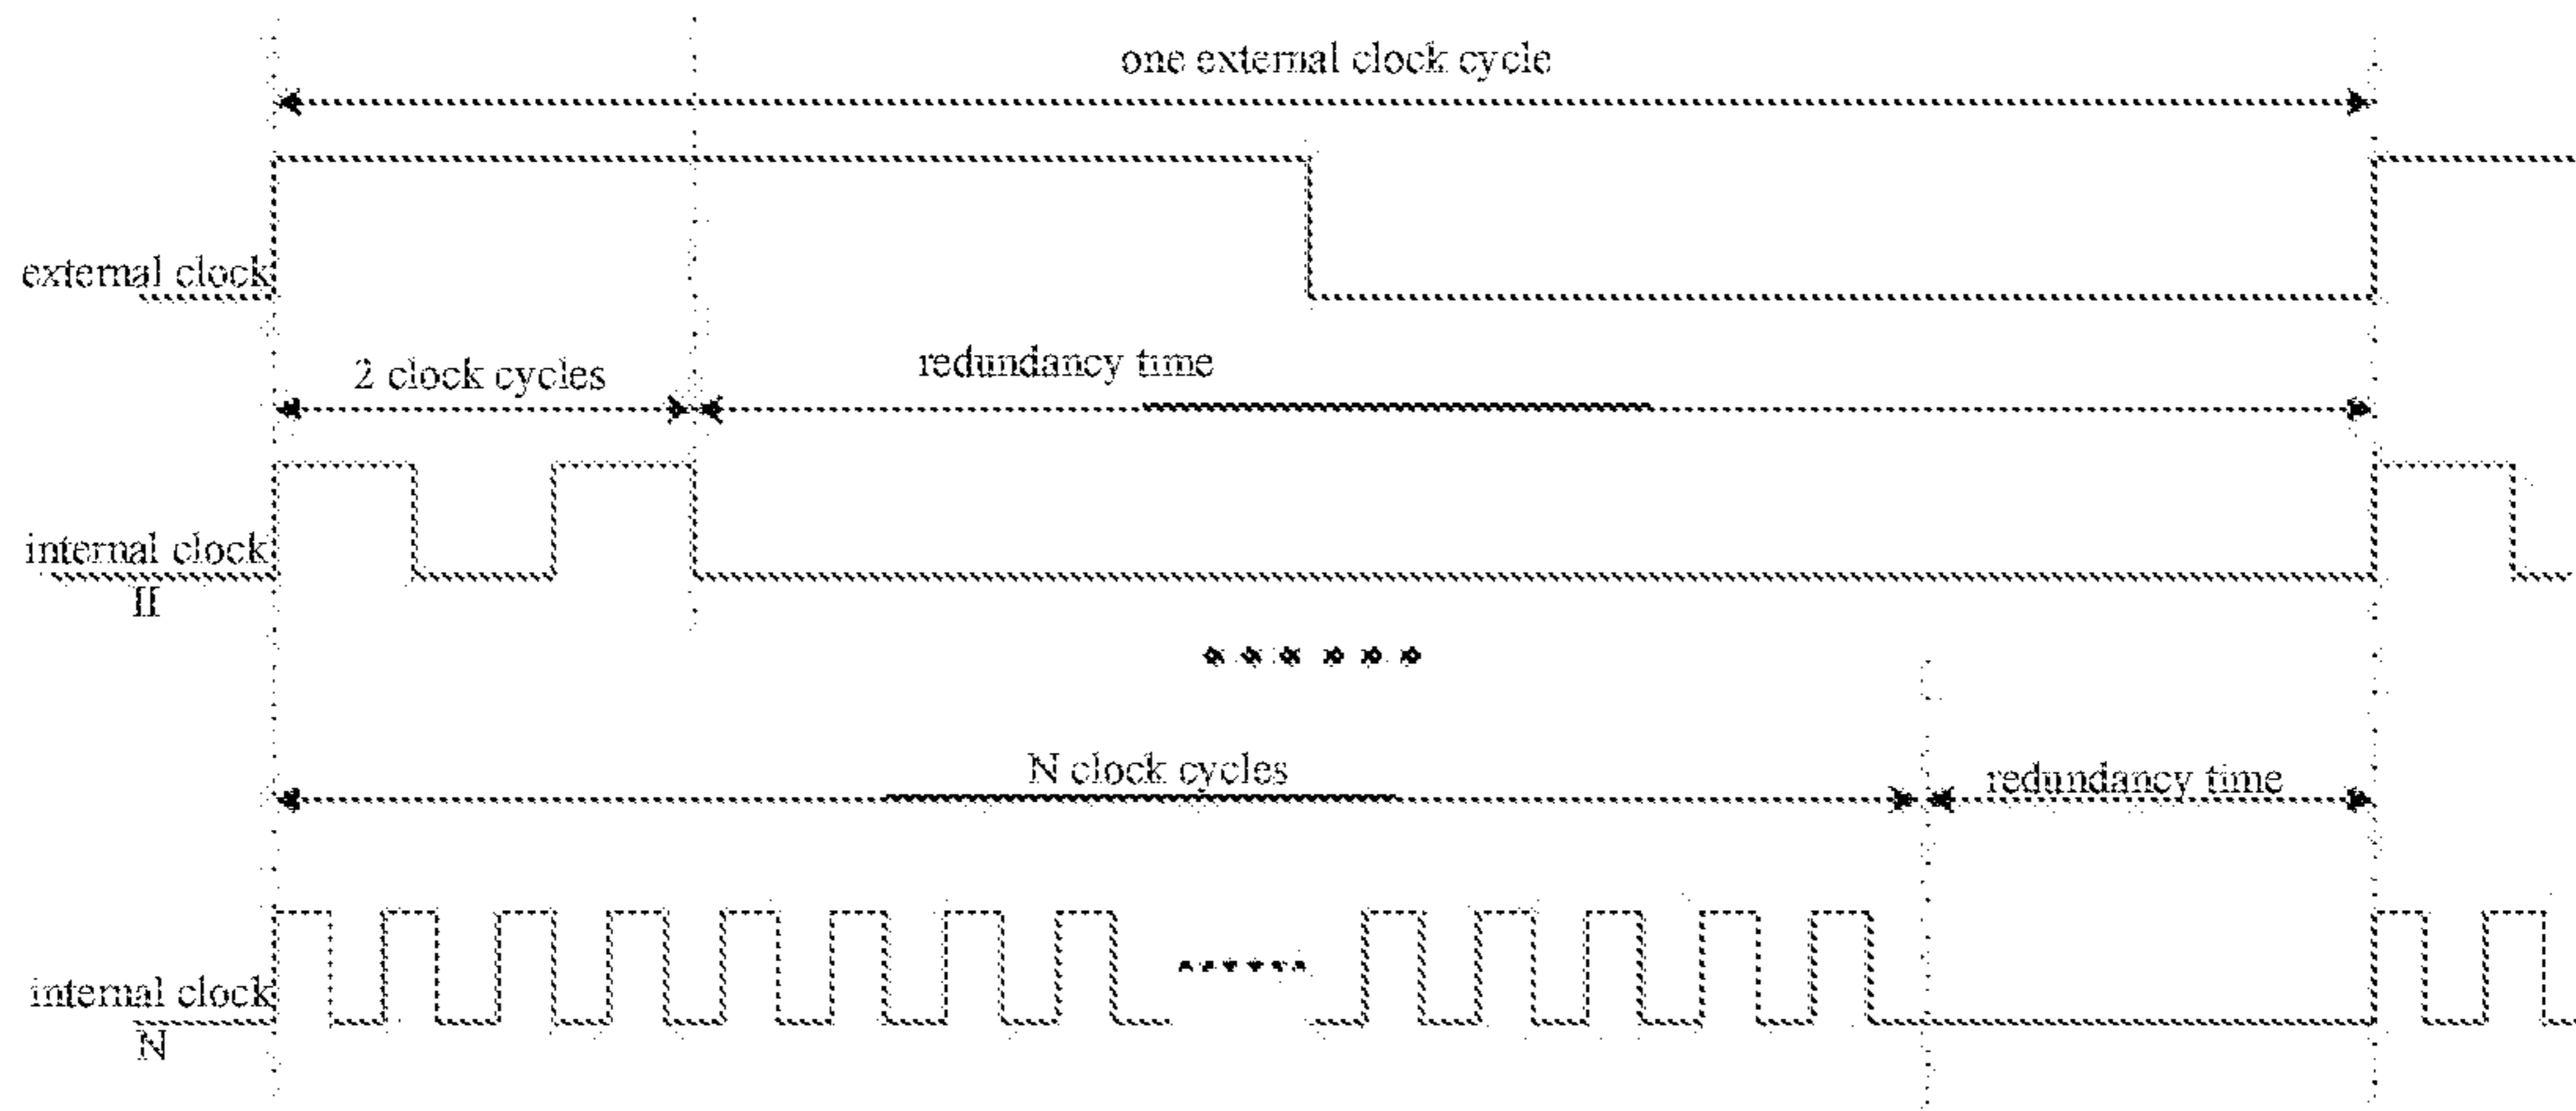 one external clock cycle
external clock
2 clock cycles
redundancy time
internal clock
II
N clock cycles
redundancy time
internal clock
N